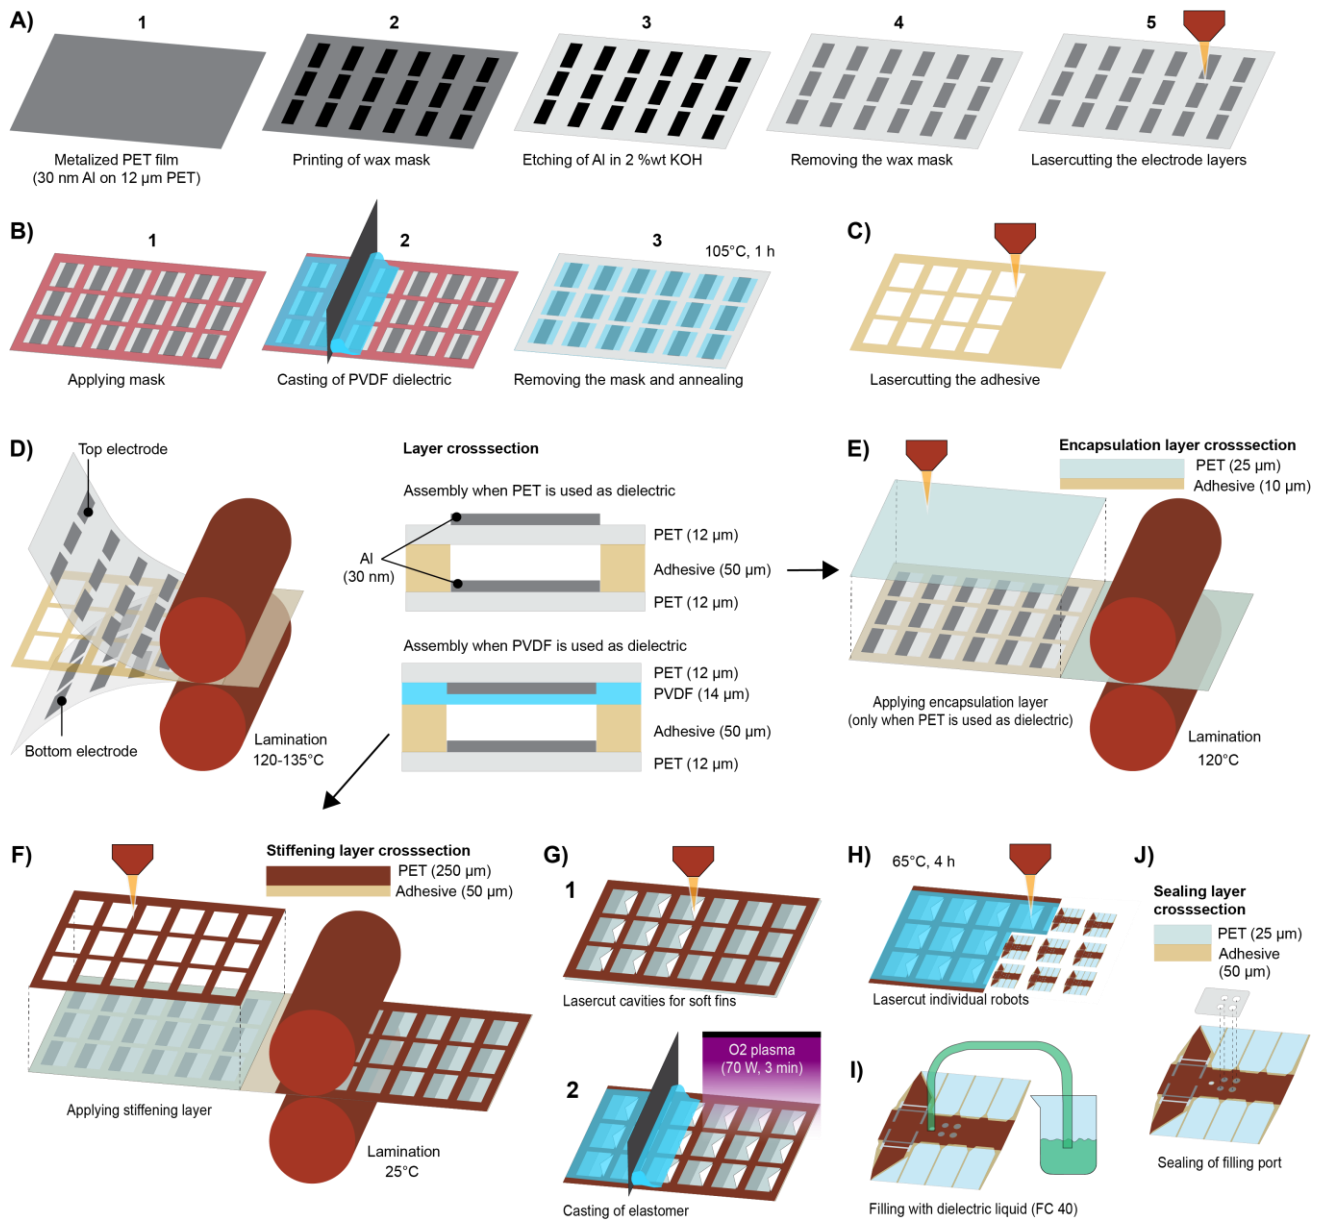 A)
1
2
3
4
5
Metalized PET film
(30 nm Al on 12 µm PET)
Printing of wax mask
Etching of Al in 2 %wt KOH
Removing the wax mask
Lasercutting the electrode layers
B)
1
2
3
105°C, 1 h
Applying mask
Casting of PVDF dielectric
Removing the mask and annealing
C)
Lasercutting the adhesive
D)
Top electrode
Bottom electrode
Lamination
120-135°C
Layer crosssection
Assembly when PET is used as dielectric
Al
(30 nm)
PET (12 µm)
Adhesive (50 µm)
PET (12 µm)
Assembly when PVDF is used as dielectric
PET (12 µm)
PVDF (14 µm)
Adhesive (50 µm)
PET (12 µm)
E)
Encapsulation layer crosssection
PET (25 µm)
Adhesive (10 µm)
Applying encapsulation layer
(only when PET is used as dielectric)
Lamination
120°C
F)
Stiffening layer crosssection
PET (250 µm)
Adhesive (50 µm)
Applying stiffening layer
Lamination
25°C
G)
1
Lasercut cavities for soft fins
2
O2 plasma
(70 W, 3 min)
Casting of elastomer
H)
65°C, 4 h
Lasercut individual robots
I)
Filling with dielectric liquid (FC 40)
J)
Sealing layer
crosssection
PET (25 µm)
Adhesive
(50 µm)
Sealing of filling port